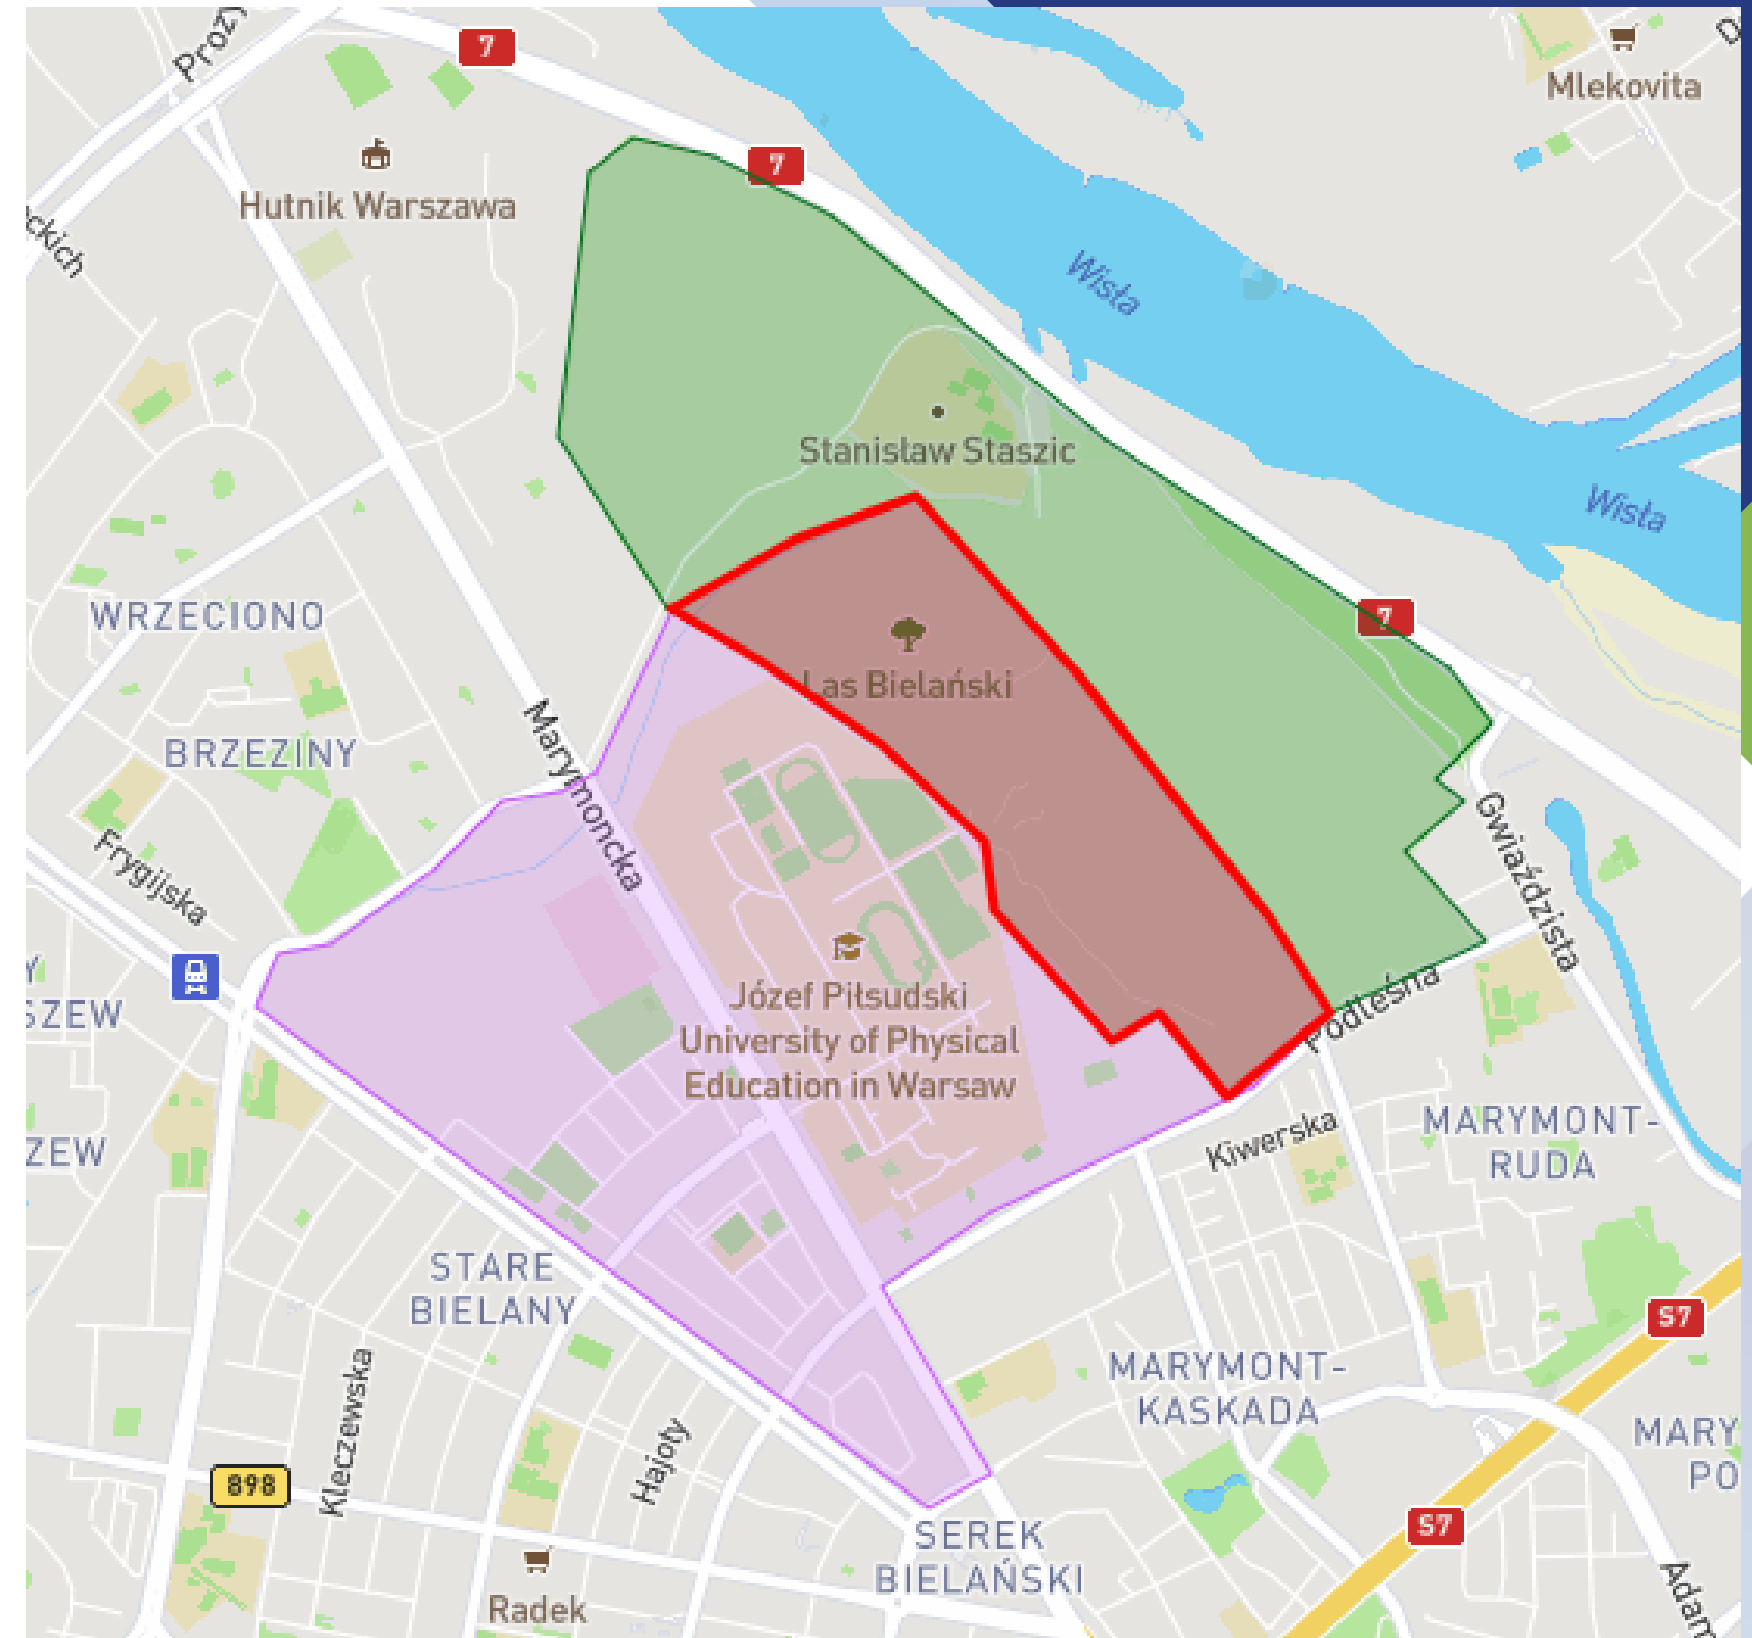 7
Mlekovita
Hutnik Warszawa
7
Wisła
Stanisław Staszic
Wisła
WRZECIONO
7
Las Bielański
BRZEZINY
Marymoncka
Gwiaździsta
Frygijska
Józef Piłsudski
University of Physical
Education in Warsaw
Podleśna
SZEW
ZEW
Kiwerska
MARYMONT-
RUDA
STARE
BIELANY
S7
MARYMONT-
KASKADA
Kleczewska
Hajoty
MARY
PO
898
S7
SEREK
BIELAŃSKI
Radek
Adam